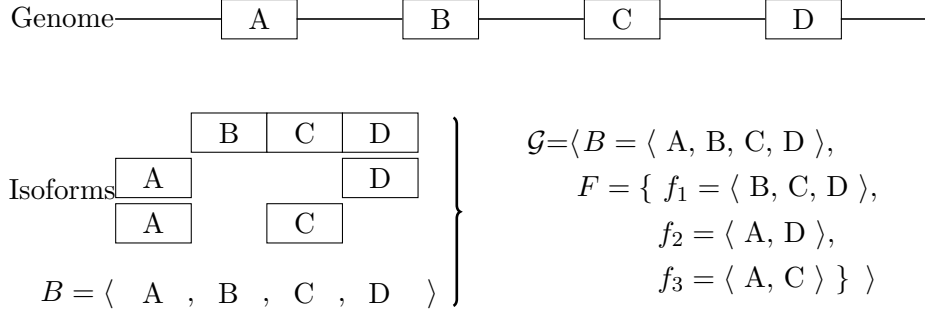 Genome A B C D
B C D
A D
Isoforms
A C
B = ⟨ A , B , C , D ⟩
𝒢=⟨B = ⟨ A, B, C, D ⟩,
F = { f₁ = ⟨ B, C, D ⟩,
f₂ = ⟨ A, D ⟩,
f₃ = ⟨ A, C ⟩ } ⟩